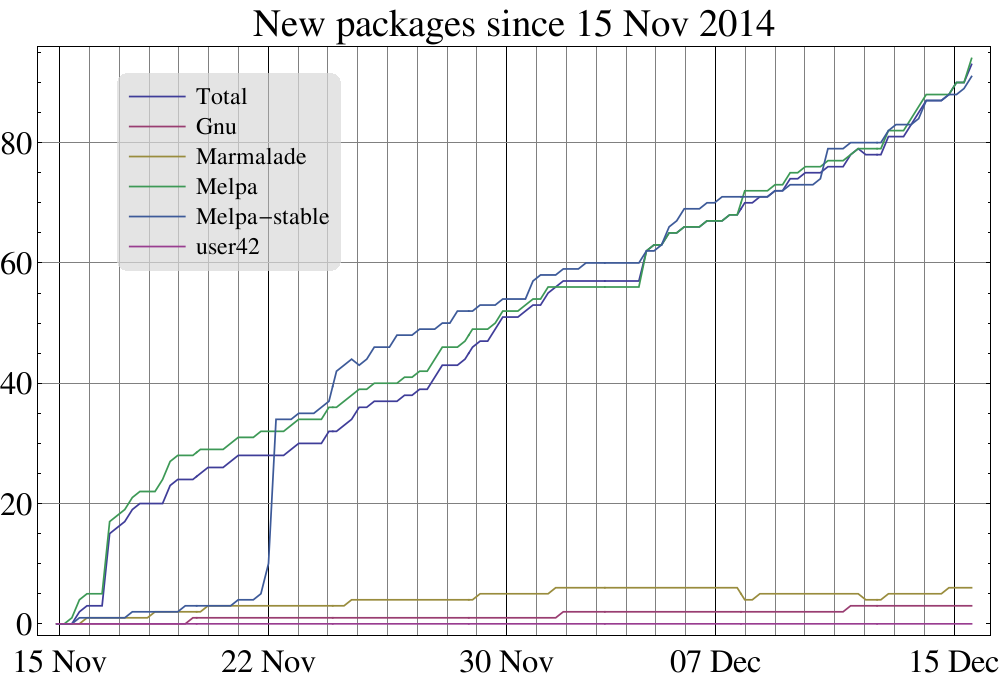 New packages since 15 Nov 2014
Total
Gnu
Marmalade
Melpa
Melpa-stable
user42
80
60
40
20
0
15 Nov 22 Nov 30 Nov 07 Dec 15 Dec